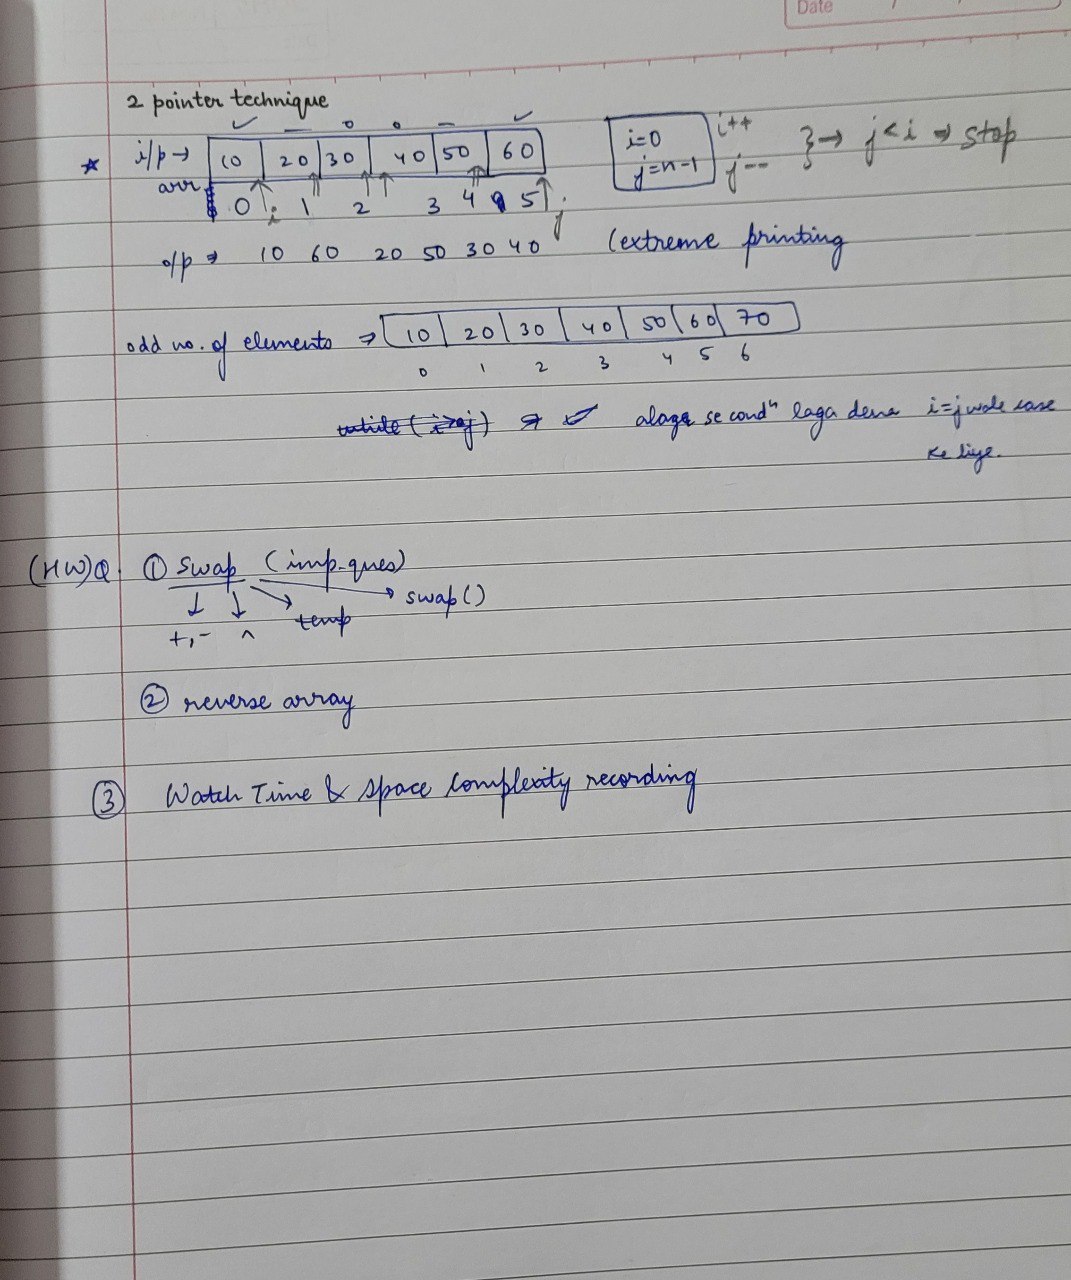 Date
2 pointer technique
i/p → 10 20 30 40 50 60
arr
0 i 1 2 3 4 5 j
i=0 i++
j=n-1 j-- } → j < i ⇒ stop
o/p ⇒ 10 60 20 50 30 40 (extreme printing
odd no. of elements ⇒ 10 20 30 40 50 60 70
0 1 2 3 4 5 6
alaga se condⁿ laga dena i=j wale case
ke liye.
(HW) Q. ① Swap (imp-ques)
swap()
+,- ^ temp
② reverse array
③ Watch Time & Space Complexity recording